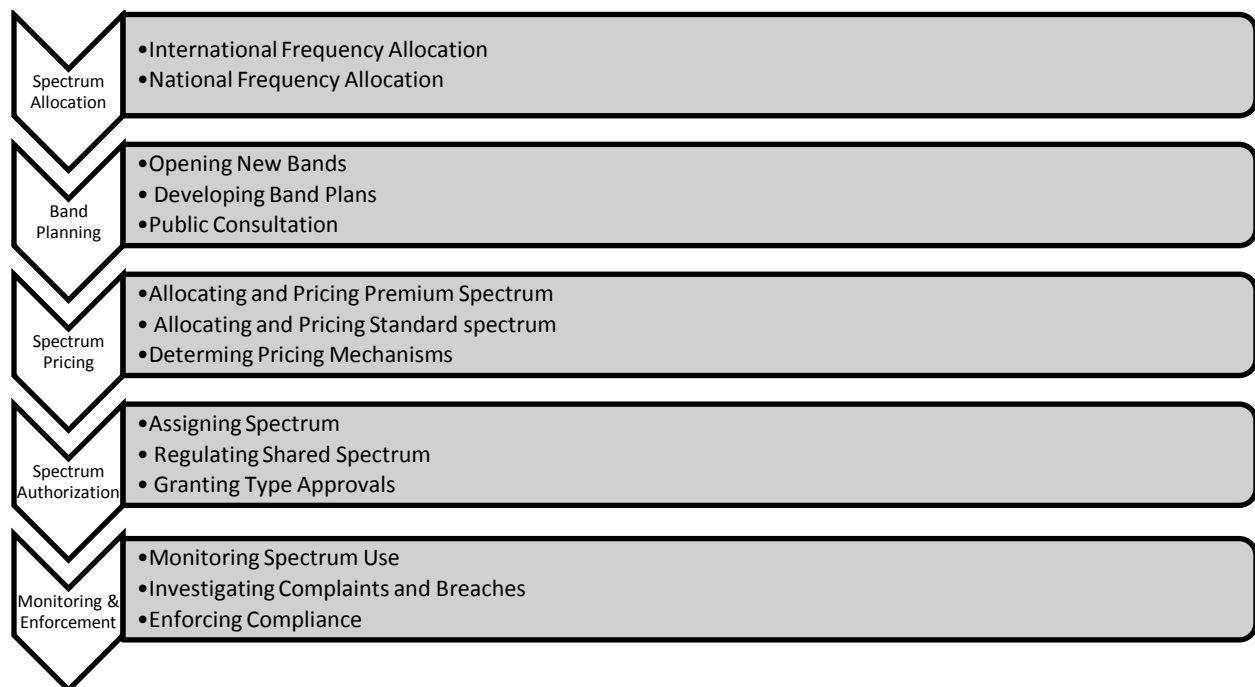 Spectrum
Allocation
•International Frequency Allocation
•National Frequency Allocation
Band
Planning
•Opening New Bands
• Developing Band Plans
•Public Consultation
Spectrum
Pricing
•Allocating and Pricing Premium Spectrum
• Allocating and Pricing Standard spectrum
•Determing Pricing Mechanisms
Spectrum
Authorization
•Assigning Spectrum
• Regulating Shared Spectrum
• Granting Type Approvals
Monitoring &
Enforcement
•Monitoring Spectrum Use
•Investigating Complaints and Breaches
•Enforcing Compliance